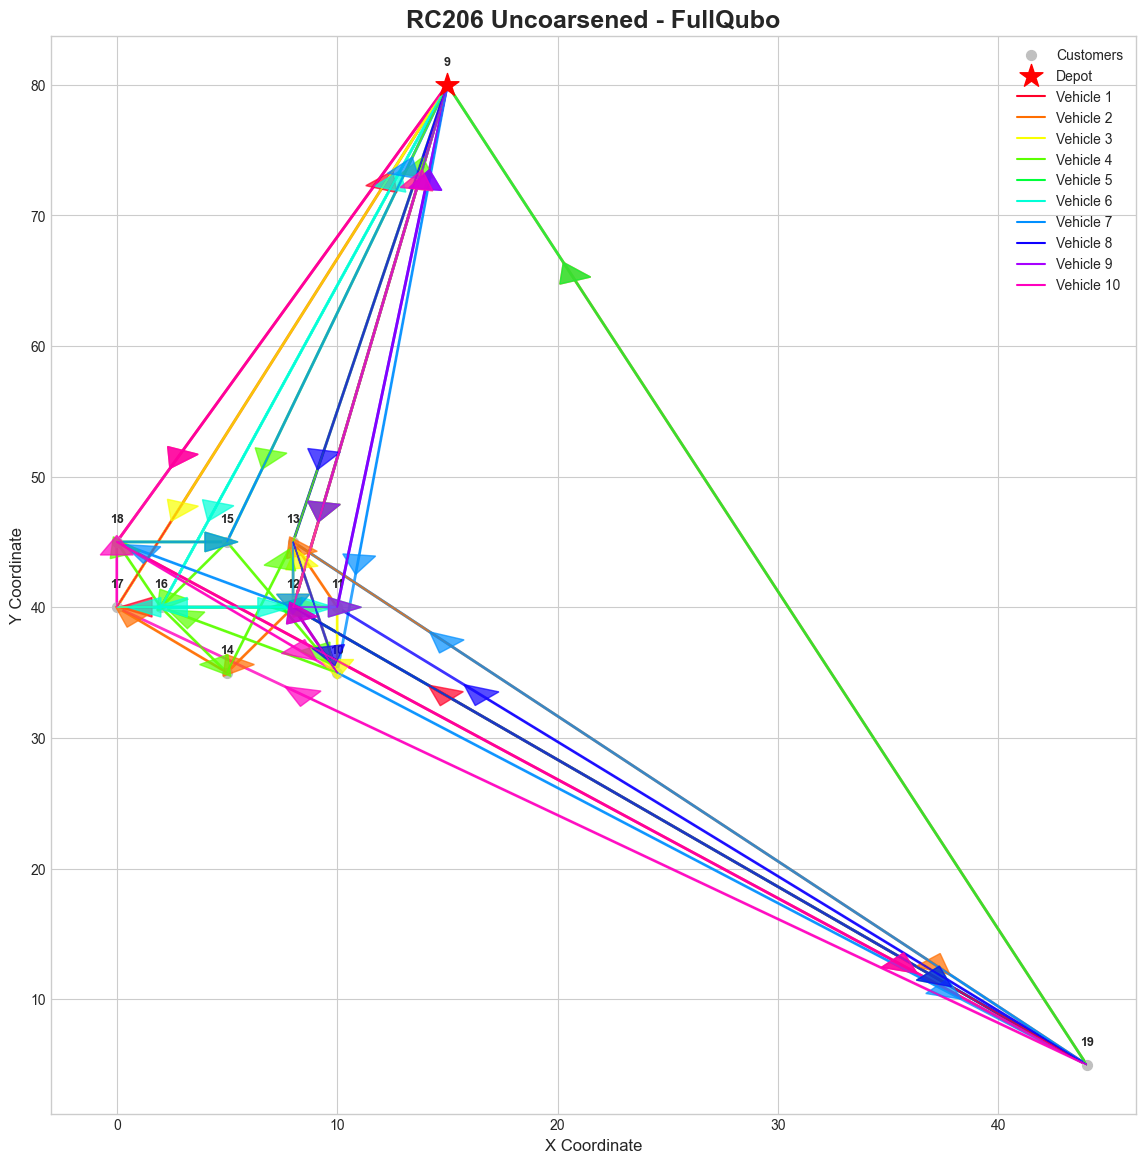 RC206 Uncoarsened - FullQubo
Customers
Depot
Vehicle 1
Vehicle 2
Vehicle 3
Vehicle 4
Vehicle 5
Vehicle 6
Vehicle 7
Vehicle 8
Vehicle 9
Vehicle 10
9
18
15
13
17
16
12
11
14
10
19
80
70
60
50
40
30
20
10
Y Coordinate
0
10
20
30
40
X Coordinate